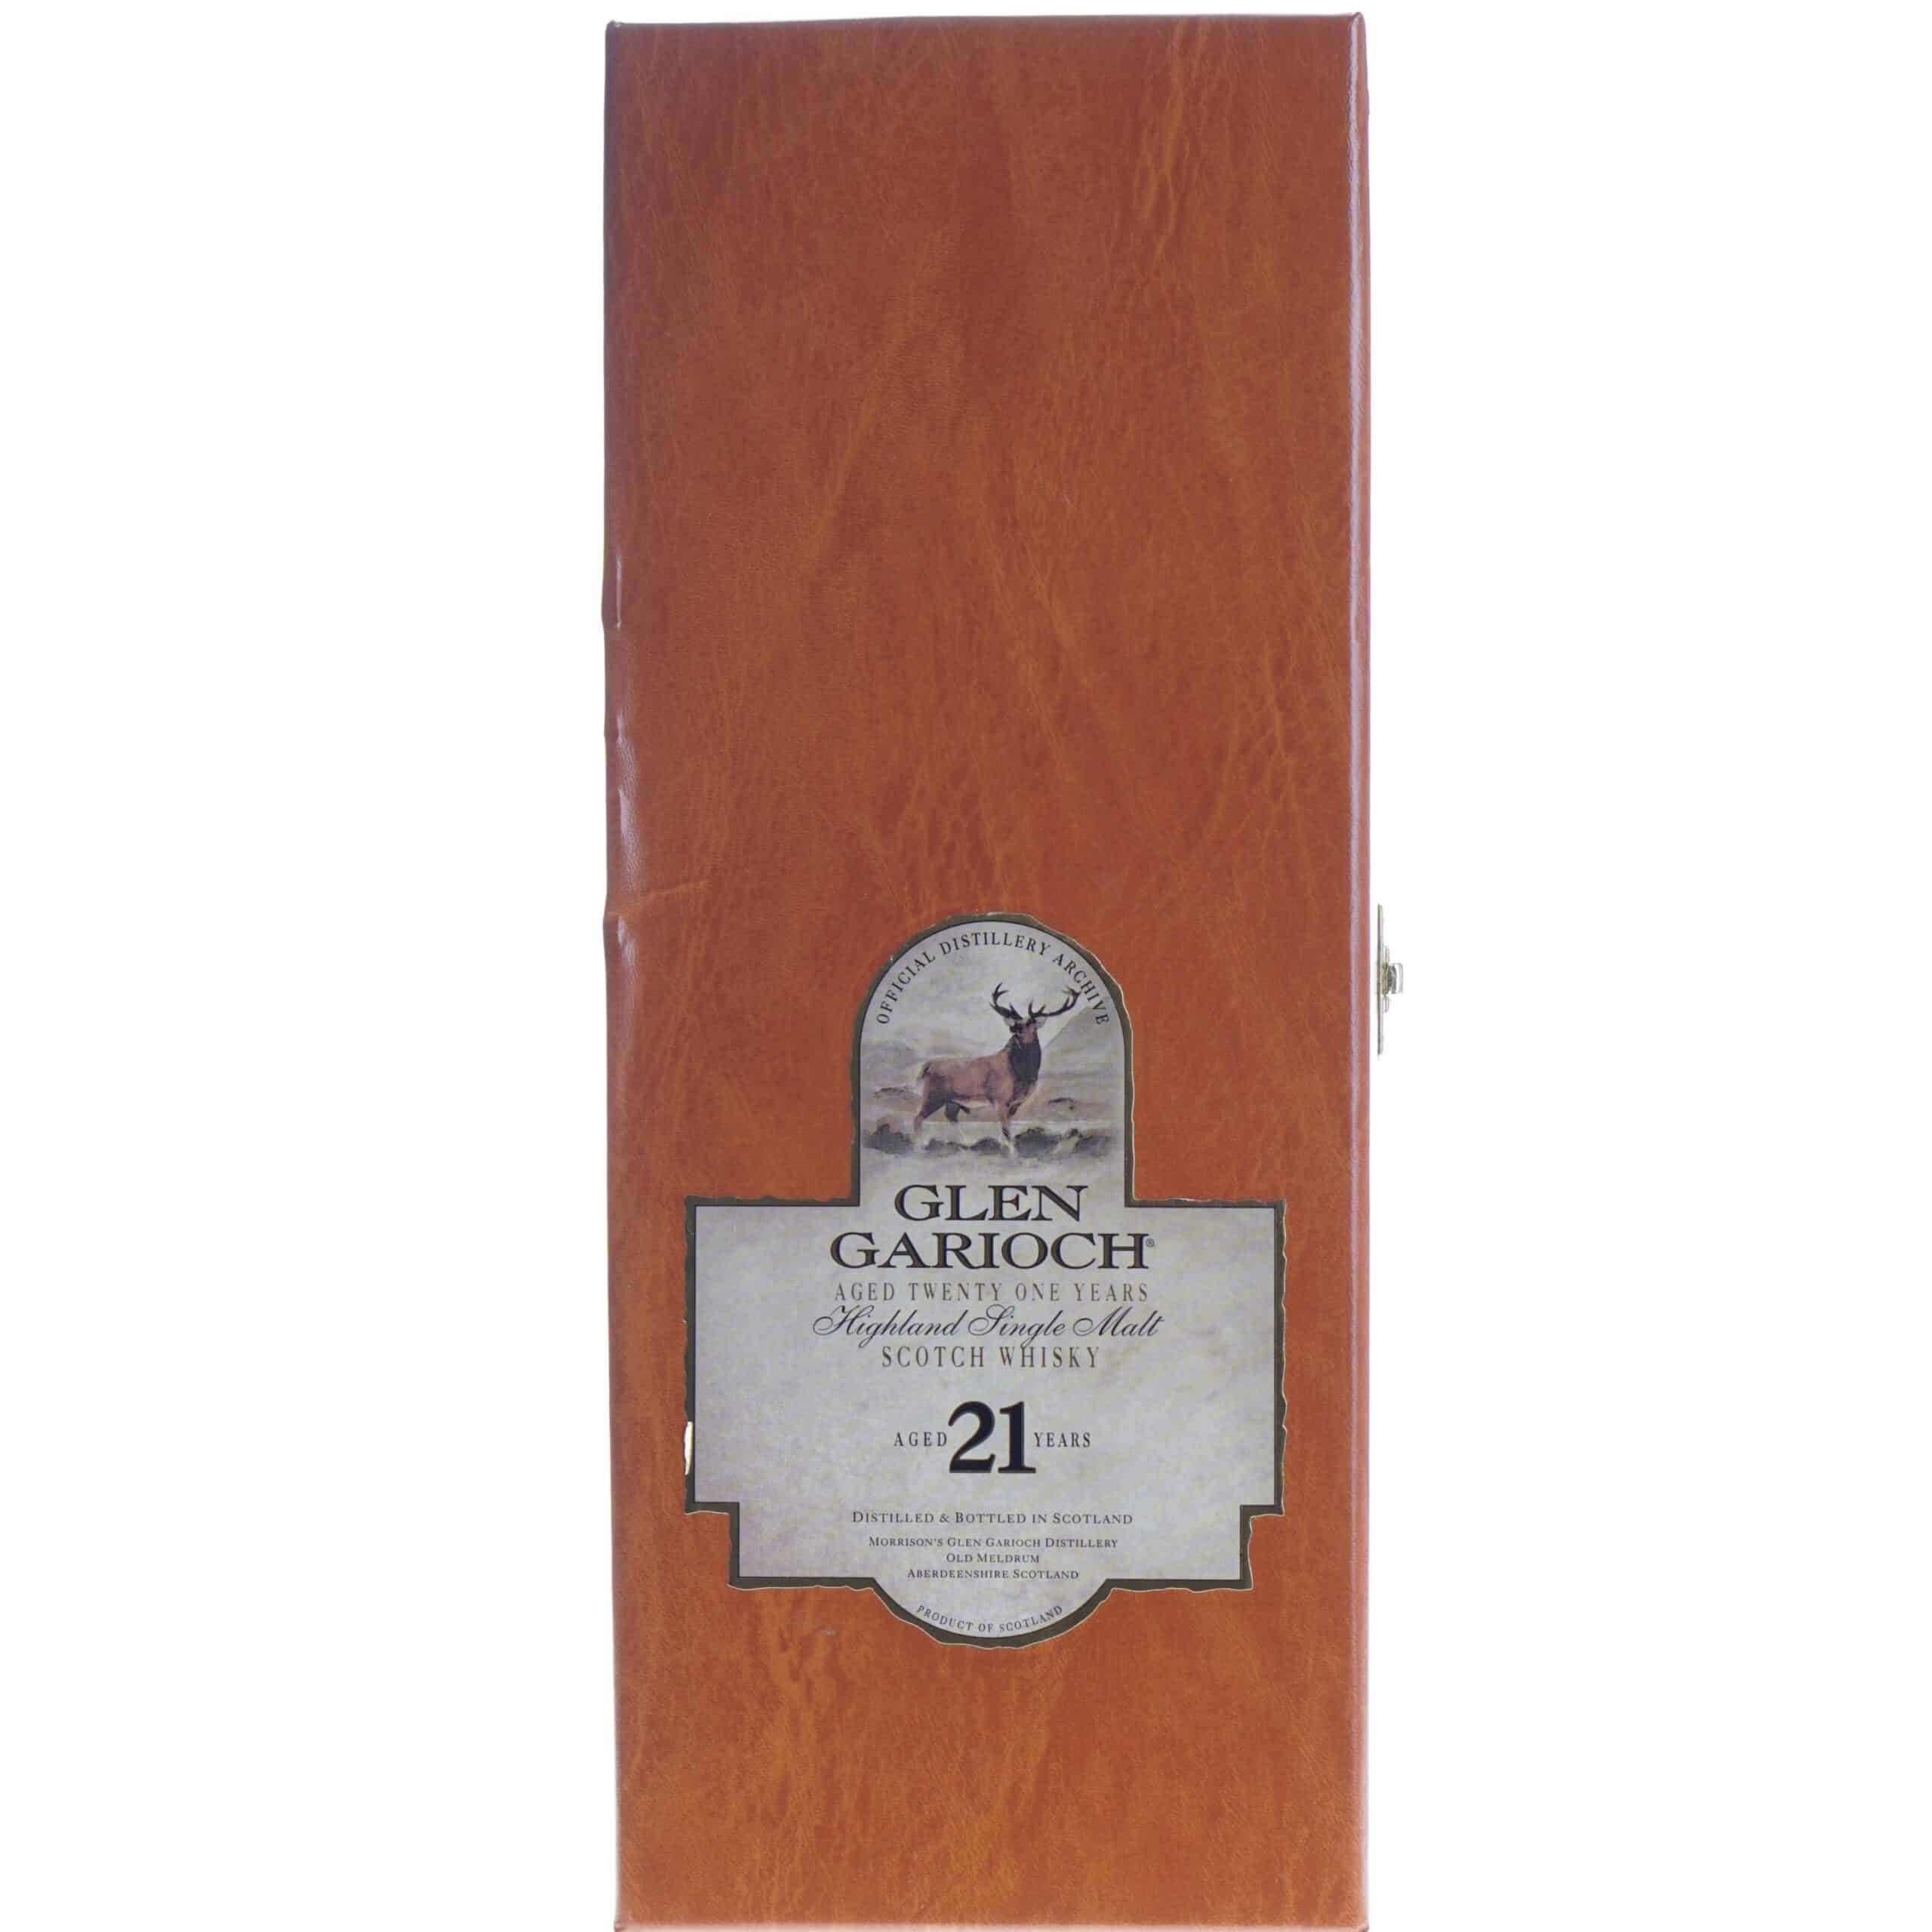 OFFICIAL DISTILLERY ARCHIVE
GLEN
GARIOCH®
AGED TWENTY ONE YEARS
Highland Single Malt
SCOTCH WHISKY
AGED 21 YEARS
DISTILLED & BOTTLED IN SCOTLAND
MORRISON'S GLEN GARIOCH DISTILLERY
OLD MELDRUM
ABERDEENSHIRE SCOTLAND
PRODUCT OF SCOTLAND